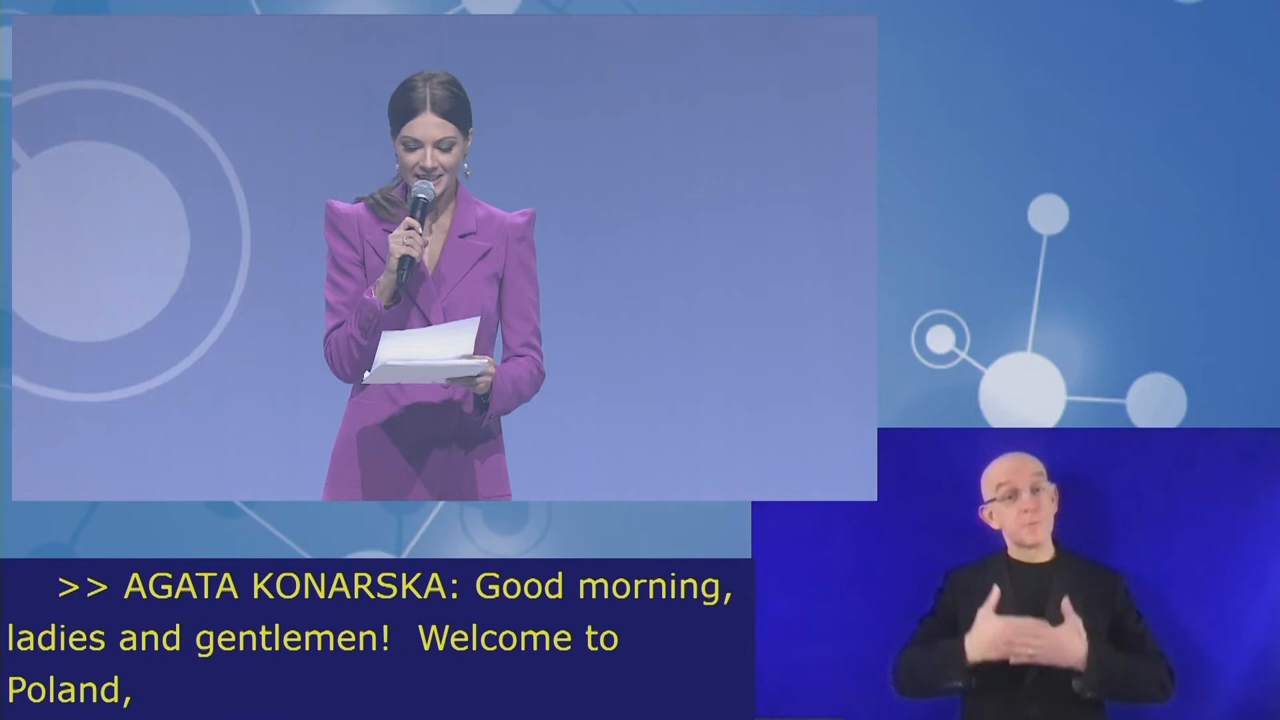 >> AGATA KONARSKA: Good morning,
ladies and gentlemen!  Welcome to
Poland,